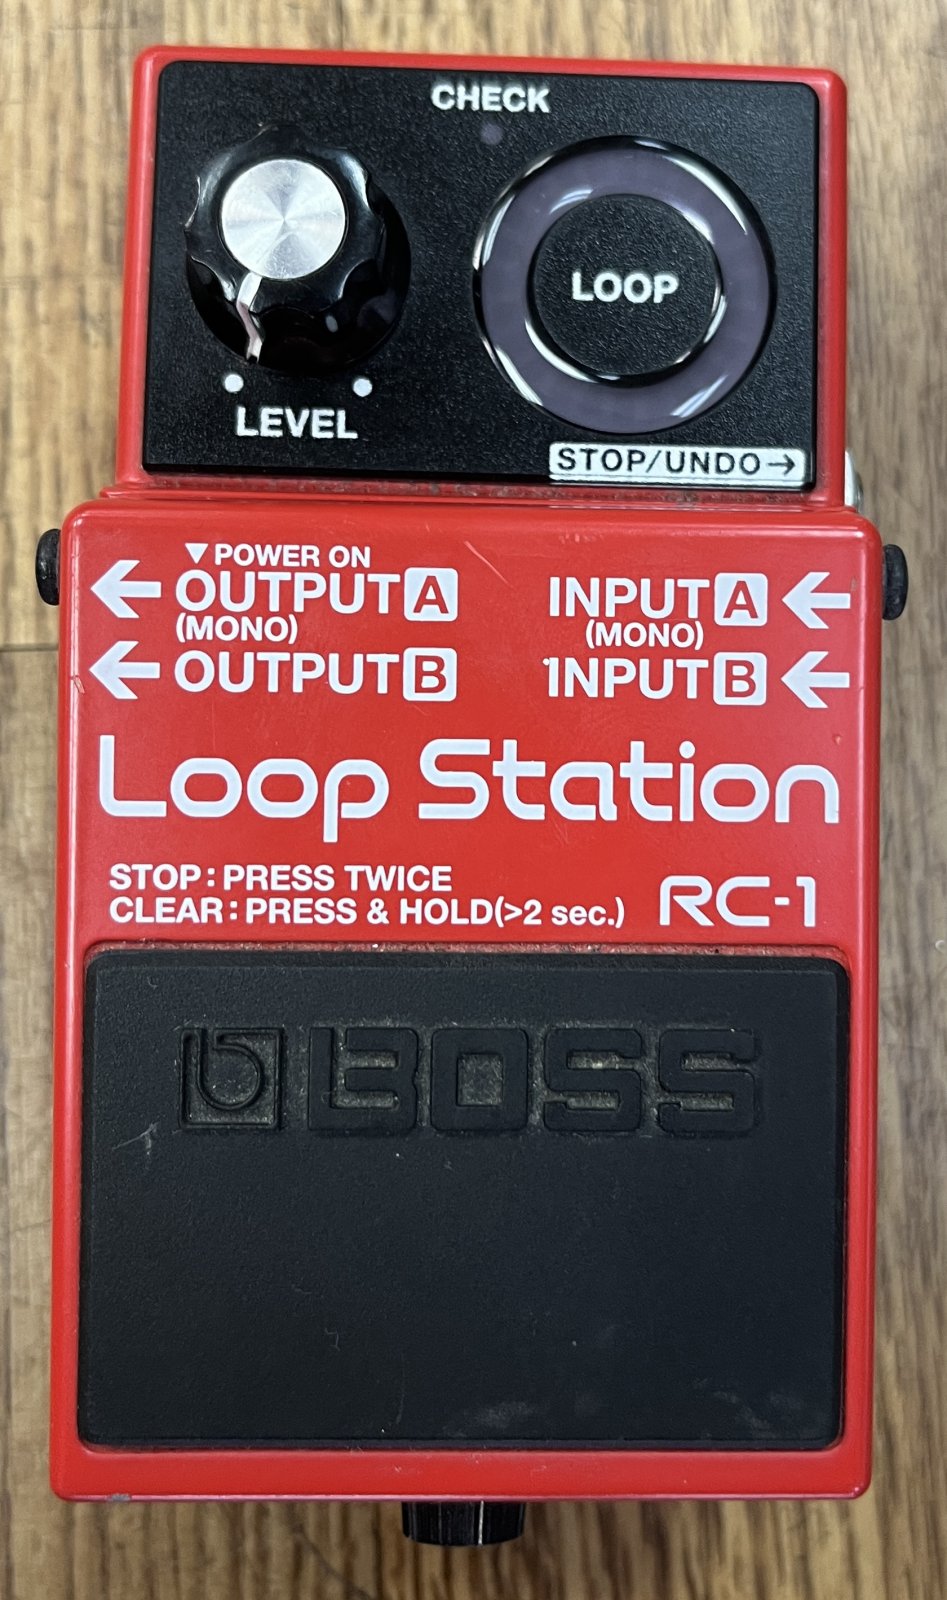 CHECK
LOOP
LEVEL
STOP/UNDO→
▼POWER ON
←OUTPUT A
(MONO)
←OUTPUT B
INPUT A←
(MONO)
INPUT B←
Loop Station
STOP:PRESS TWICE
CLEAR:PRESS & HOLD(>2 sec.)
RC-1
BOSS